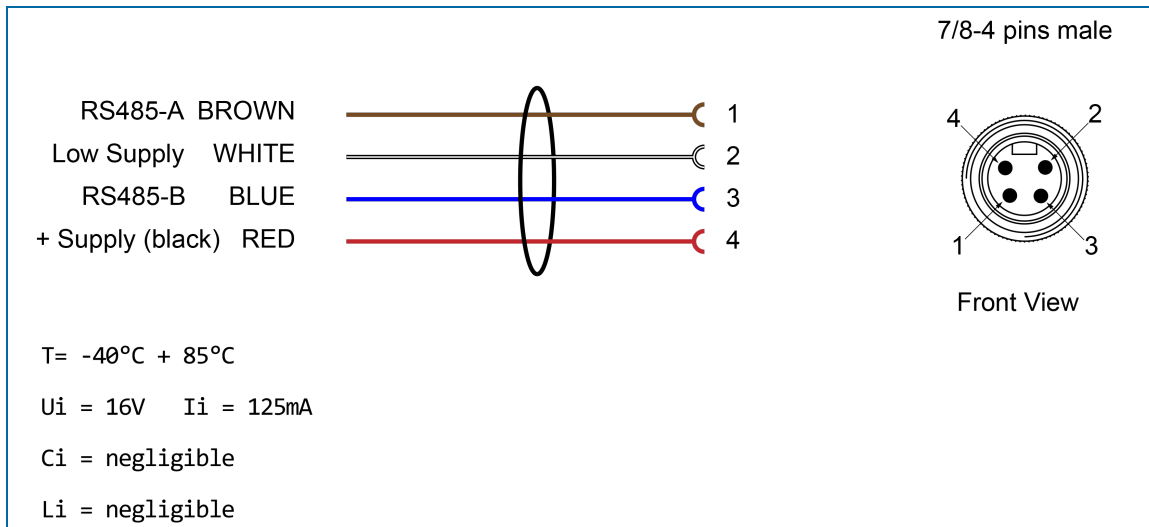 7/8-4 pins male
RS485-A BROWN 1
Low Supply WHITE 2
RS485-B BLUE 3
+ Supply (black) RED 4
4 2
1 3
Front View
T= -40°C + 85°C
Ui = 16V Ii = 125mA
Ci = negligible
Li = negligible